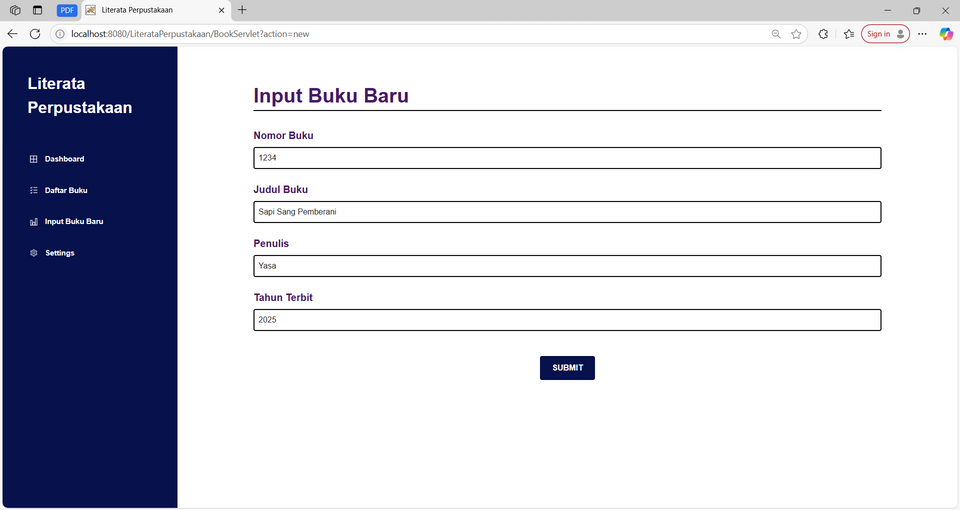 PDF
Literata Perpustakaan
localhost:8080/LiterataPerpustakaan/BookServlet?action=new
Sign in
Literata
Perpustakaan
Dashboard
Daftar Buku
Input Buku Baru
Settings
Input Buku Baru
Nomor Buku
1234
Judul Buku
Sapi Sang Pemberani
Penulis
Yasa
Tahun Terbit
2025
SUBMIT